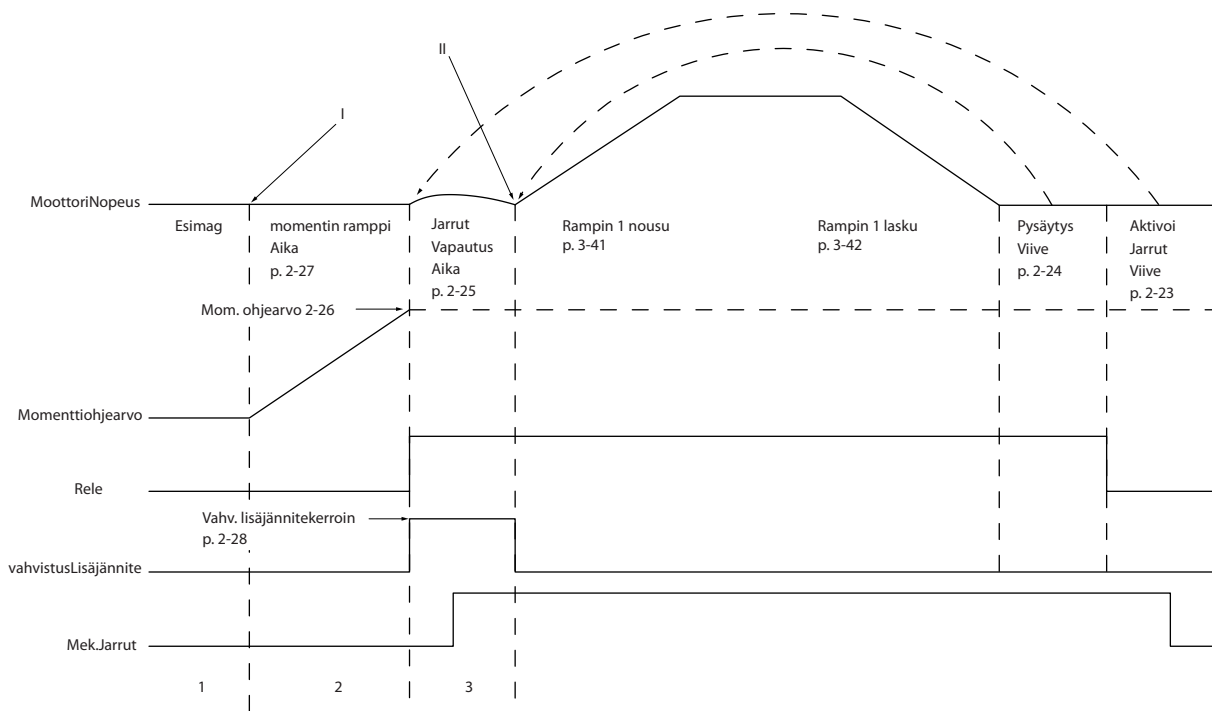 II
I
MoottoriNopeus
Esimag
momentin ramppi
Aika
p. 2-27
Jarrut
Vapautus
Aika
p. 2-25
Rampin 1 nousu
p. 3-41
Rampin 1 lasku
p. 3-42
Pysäytys
Viive
p. 2-24
Aktivoi
Jarrut
Viive
p. 2-23
Mom. ohjearvo 2-26
Momenttiohjearvo
Rele
Vahv. lisäjännitekerroin
p. 2-28
vahvistusLisäjännite
Mek.Jarrut
1
2
3